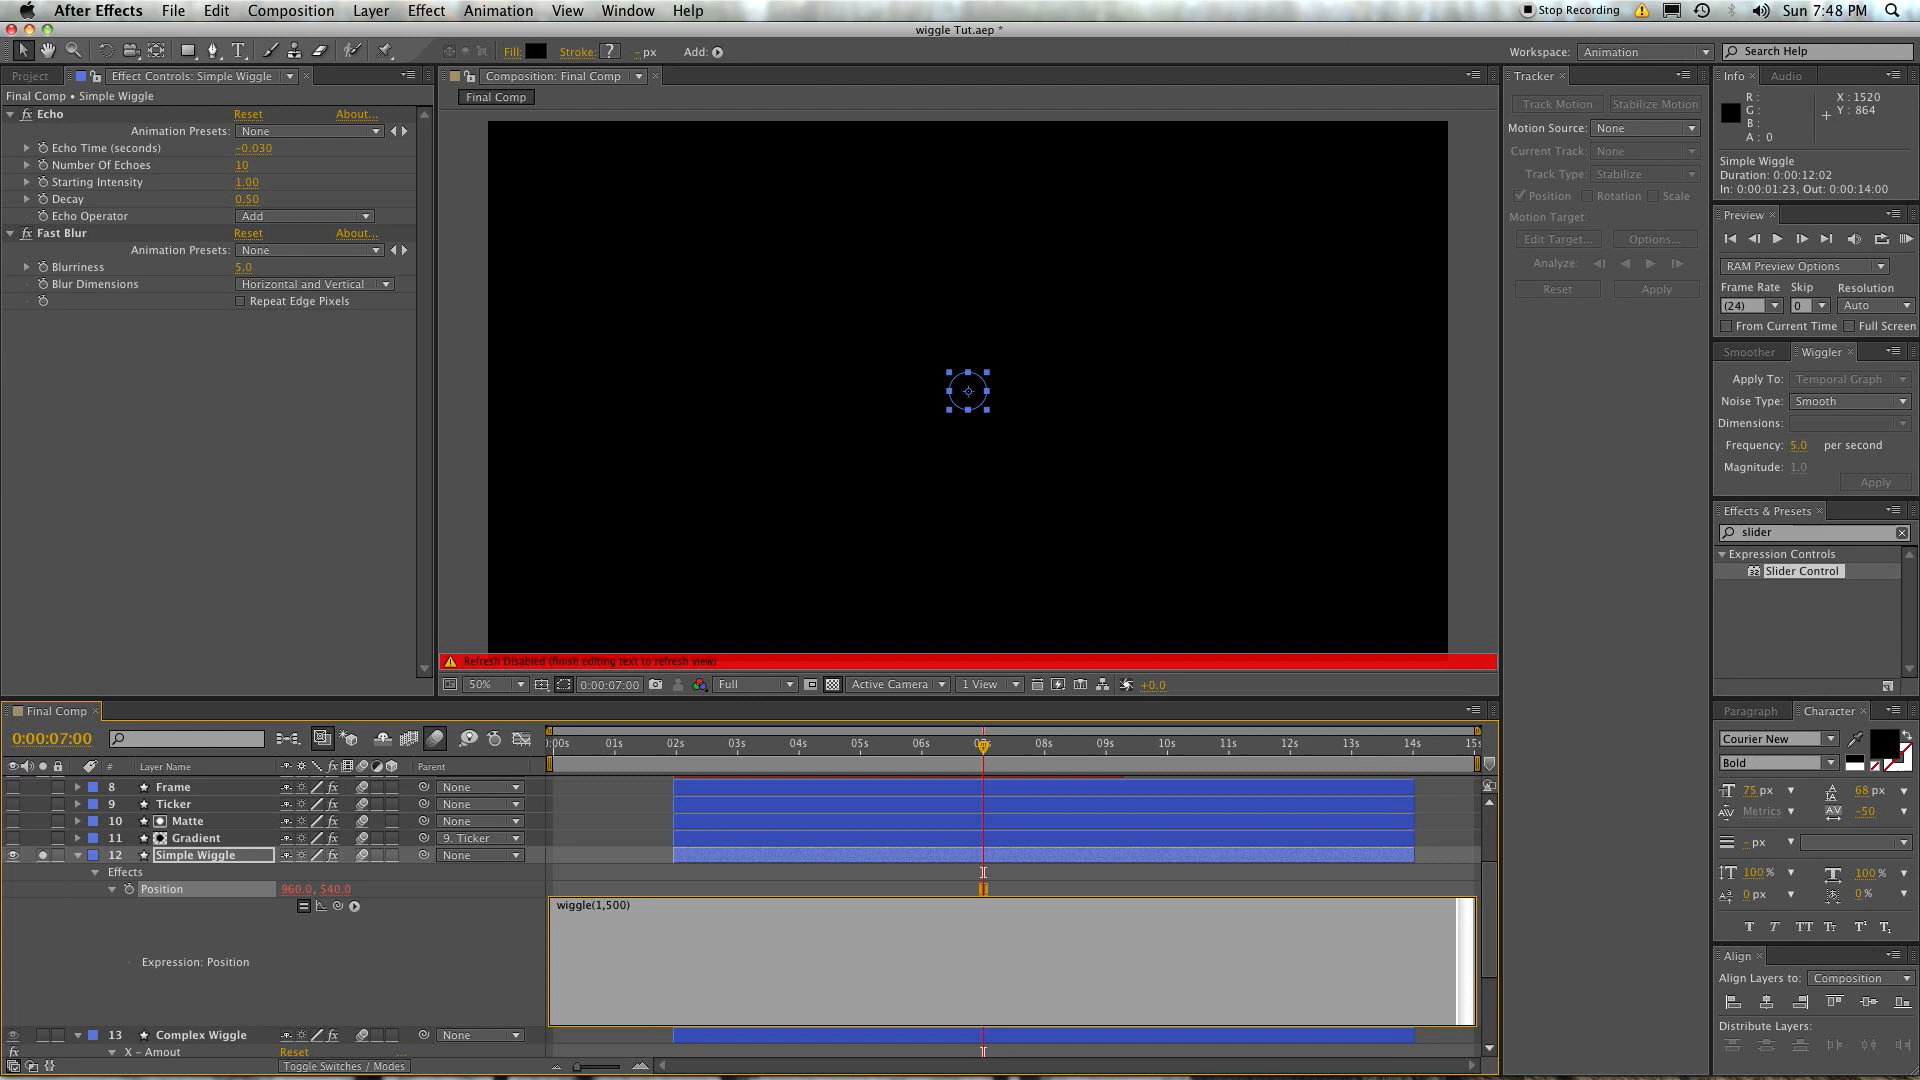 After Effects File Edit Composition Layer Effect Animation View Window Help Stop Recording Sun 7:48 PM
wiggle Tut.aep *
Fill: Stroke: ? - px Add: Workspace: Animation Search Help
Project Effect Controls: Simple Wiggle
Final Comp • Simple Wiggle
fx Echo Reset About...
Animation Presets: None
Echo Time (seconds) -0.030
Number Of Echoes 10
Starting Intensity 1.00
Decay 0.50
Echo Operator Add
fx Fast Blur Reset About...
Animation Presets: None
Blurriness 5.0
Blur Dimensions Horizontal and Vertical
Repeat Edge Pixels
Composition: Final Comp
Final Comp
Refresh Disabled (finish editing text to refresh view)
50% 0:00:07:00 Full Active Camera 1 View +0.0
Tracker
Track Motion Stabilize Motion
Motion Source: None
Current Track: None
Track Type: Stabilize
Position Rotation Scale
Motion Target:
Edit Target... Options...
Analyze:
Reset Apply
Info Audio
R : X : 1520
G : Y : 864
B :
A : 0
Simple Wiggle
Duration: 0:00:12:02
In: 0:00:01:23, Out: 0:00:14:00
Preview
RAM Preview Options
Frame Rate Skip Resolution
(24) 0 Auto
From Current Time Full Screen
Smoother Wiggler
Apply To: Temporal Graph
Noise Type: Smooth
Dimensions:
Frequency: 5.0 per second
Magnitude: 1.0
Apply
Effects & Presets
slider
Expression Controls
32 Slider Control
Final Comp
0:00:07:00
):00s 01s 02s 03s 04s 05s 06s 08s 09s 10s 11s 12s 13s 14s 15s
# Layer Name fx Parent
8 Frame fx None
9 Ticker fx None
10 Matte fx None
11 Gradient fx 9. Ticker
12 Simple Wiggle fx None
Effects
Position 960.0, 540.0
wiggle(1,500)
Expression: Position
13 Complex Wiggle fx None
fx X - Amout Reset ...
Toggle Switches / Modes
Paragraph Character
Courier New
Bold
75 px 68 px
Metrics -50
- px
100 % 100 %
0 px 0 %
T T TT Tt T¹ T₁
Align
Align Layers to: Composition
Distribute Layers: